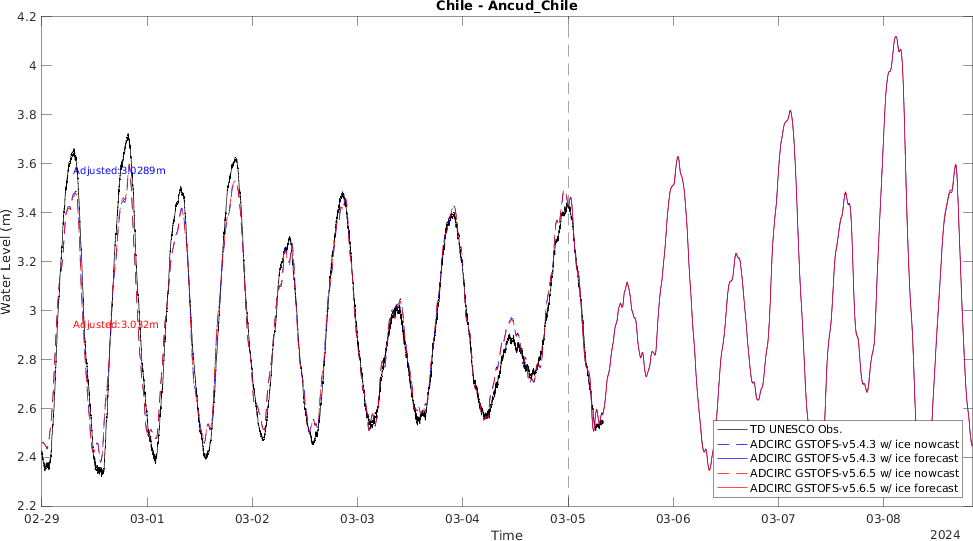 Chile - Ancud_Chile
4.2
4
3.8
3.6
3.4
3.2
3
2.8
2.6
2.4
2.2
Water Level (m)
Adjusted:3.0289m
Adjusted:3.032m
TD UNESCO Obs.
ADCIRC GSTOFS-v5.4.3 w/ ice nowcast
ADCIRC GSTOFS-v5.4.3 w/ ice forecast
ADCIRC GSTOFS-v5.6.5 w/ ice nowcast
ADCIRC GSTOFS-v5.6.5 w/ ice forecast
02-29 03-01 03-02 03-03 03-04 03-05 03-06 03-07 03-08
Time
2024